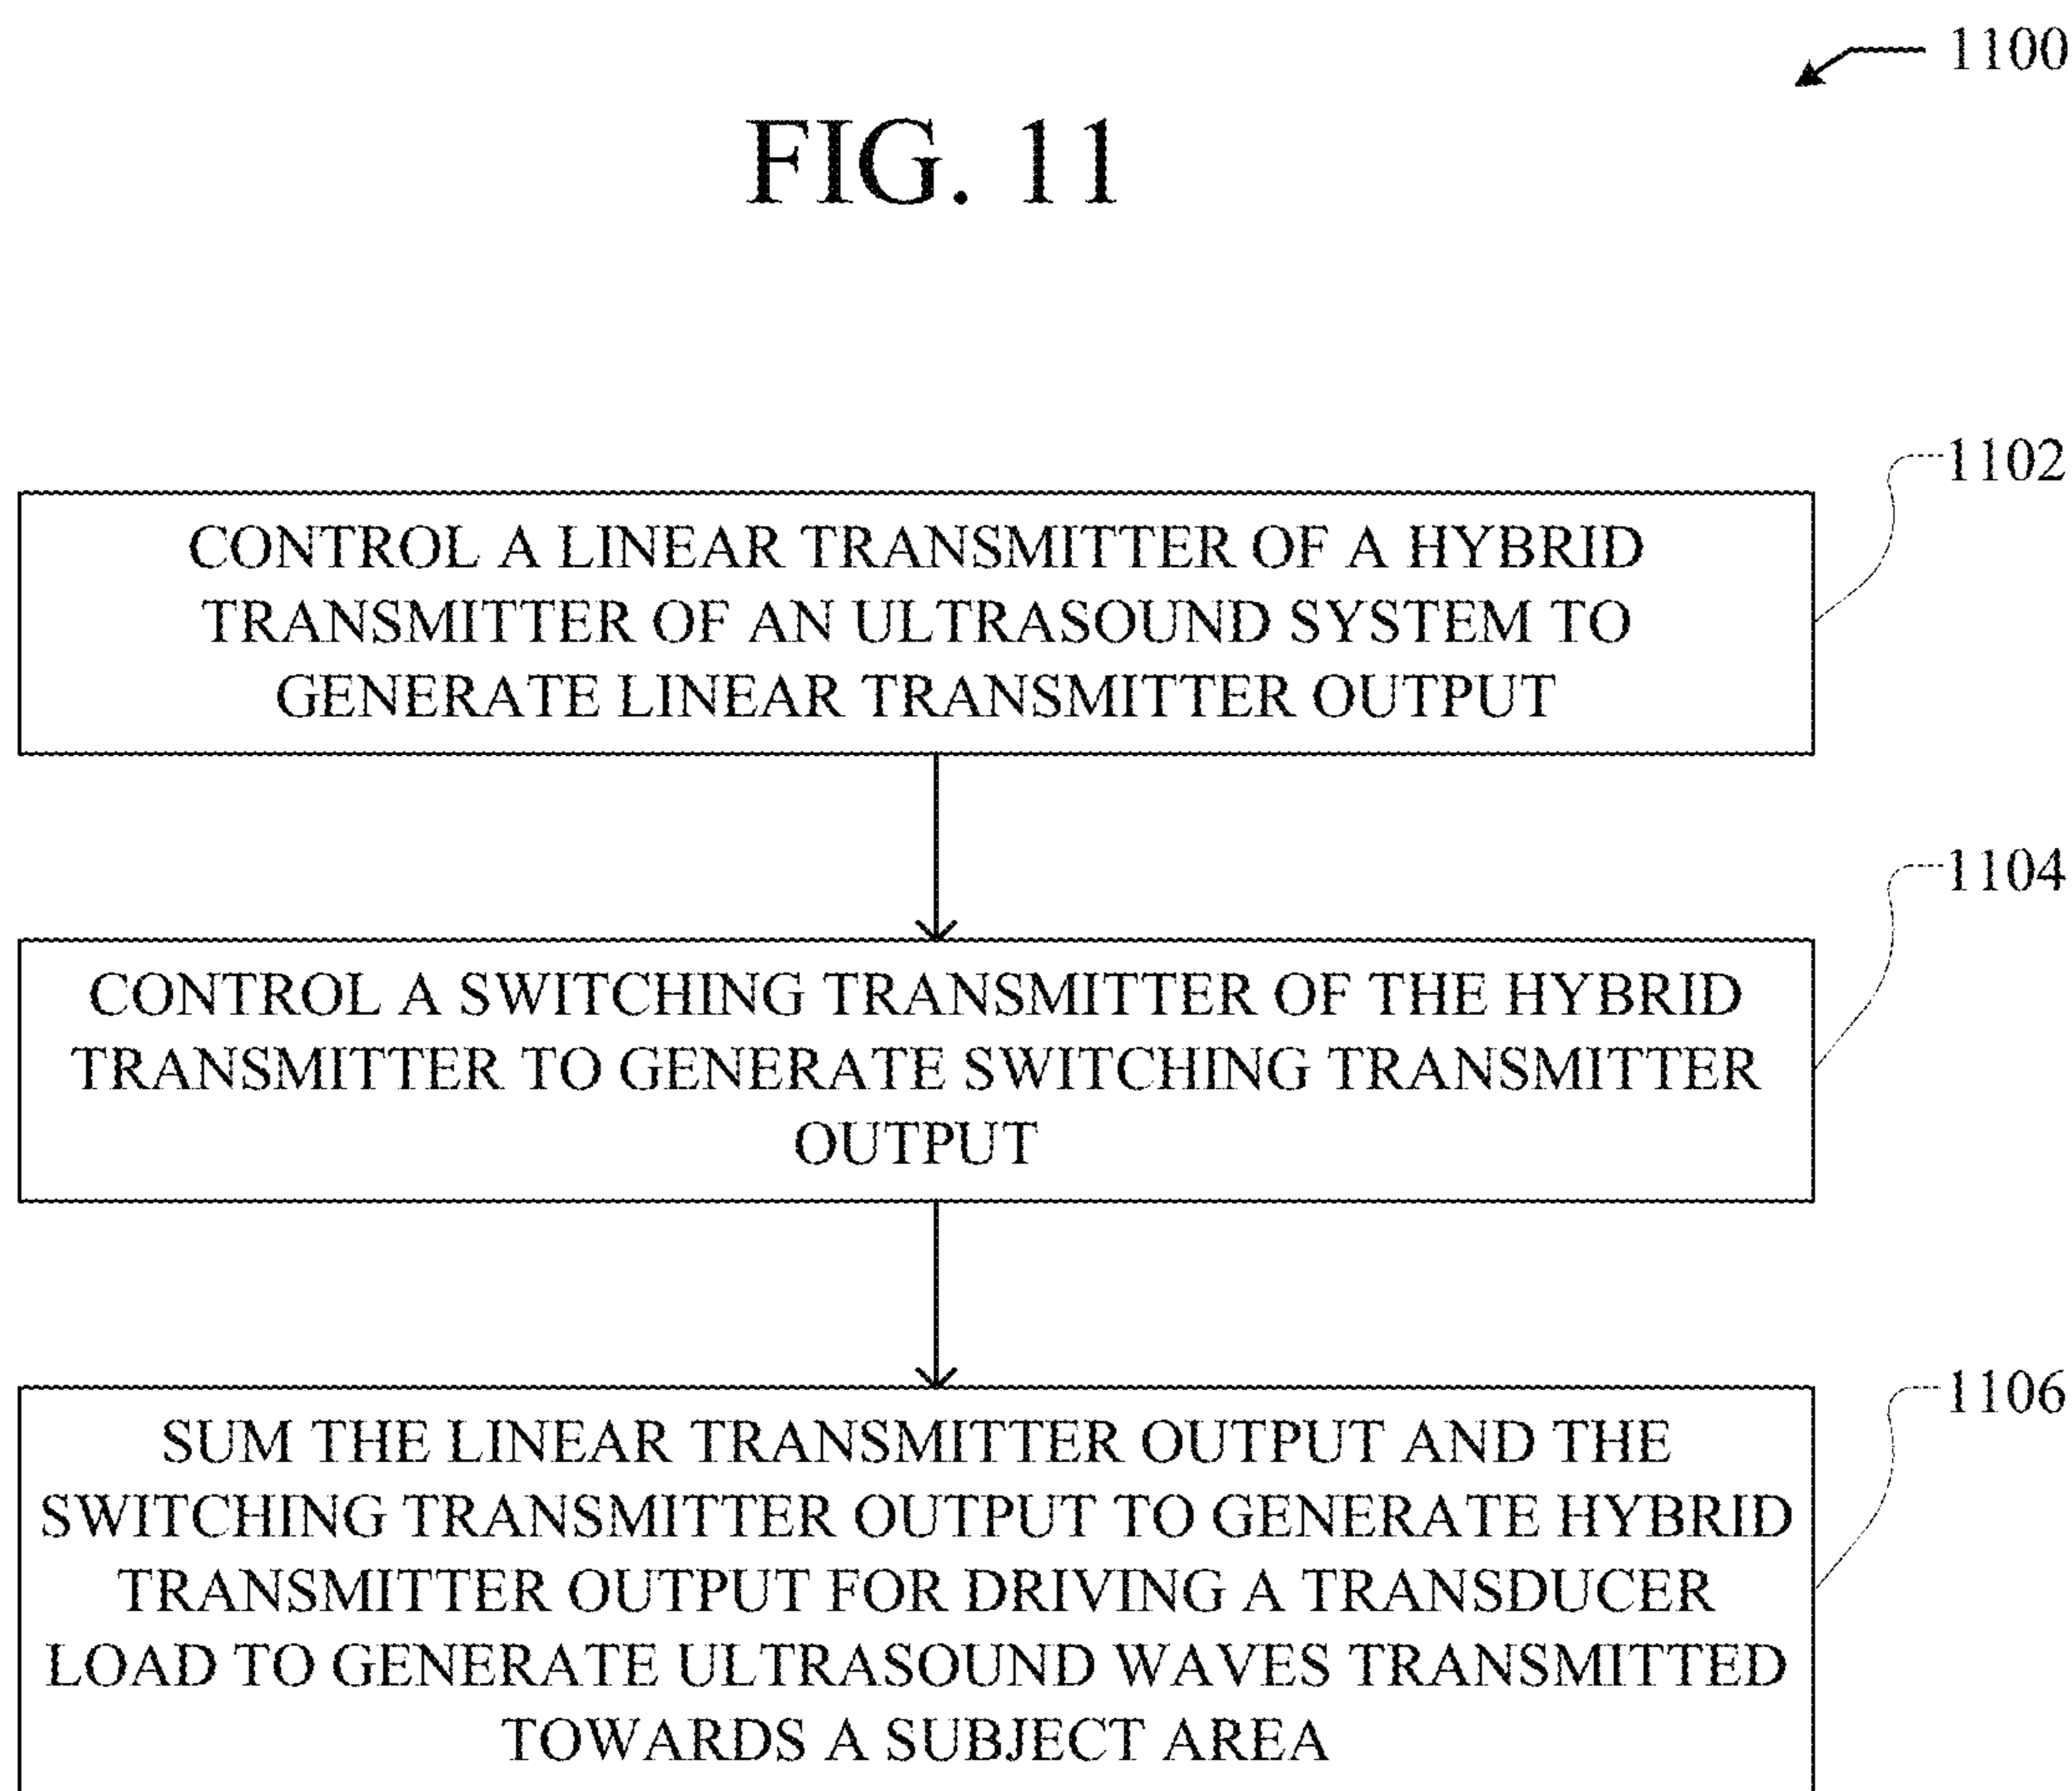 1100
FIG. 11
1102
CONTROL A LINEAR TRANSMITTER OF A HYBRID
TRANSMITTER OF AN ULTRASOUND SYSTEM TO
GENERATE LINEAR TRANSMITTER OUTPUT
1104
CONTROL A SWITCHING TRANSMITTER OF THE HYBRID
TRANSMITTER TO GENERATE SWITCHING TRANSMITTER
OUTPUT
1106
SUM THE LINEAR TRANSMITTER OUTPUT AND THE
SWITCHING TRANSMITTER OUTPUT TO GENERATE HYBRID
TRANSMITTER OUTPUT FOR DRIVING A TRANSDUCER
LOAD TO GENERATE ULTRASOUND WAVES TRANSMITTED
TOWARDS A SUBJECT AREA